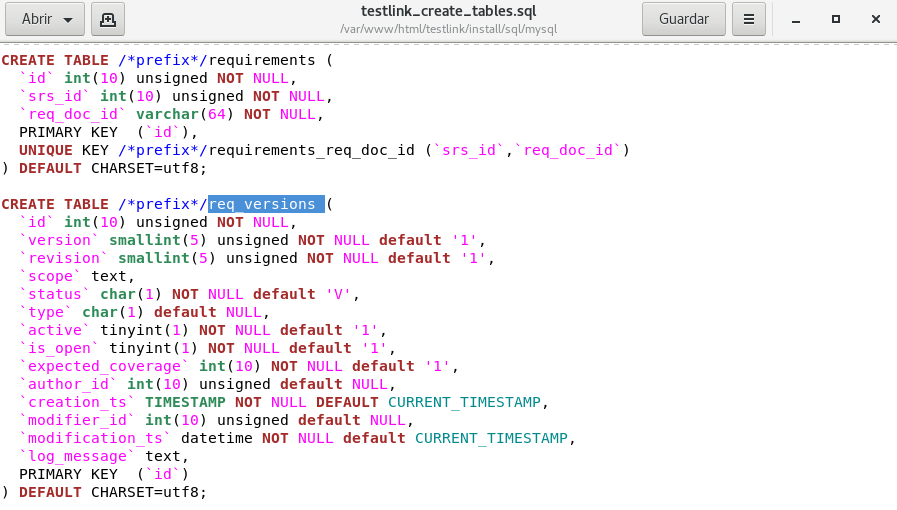 Abrir
testlink_create_tables.sql
/var/www/html/testlink/install/sql/mysql
Guardar
CREATE TABLE /*prefix*/requirements (
  `id` int(10) unsigned NOT NULL,
  `srs_id` int(10) unsigned NOT NULL,
  `req_doc_id` varchar(64) NOT NULL,
  PRIMARY KEY  (`id`),
  UNIQUE KEY /*prefix*/requirements_req_doc_id (`srs_id`,`req_doc_id`)
) DEFAULT CHARSET=utf8;
CREATE TABLE /*prefix*/req_versions (
  `id` int(10) unsigned NOT NULL,
  `version` smallint(5) unsigned NOT NULL default '1',
  `revision` smallint(5) unsigned NOT NULL default '1',
  `scope` text,
  `status` char(1) NOT NULL default 'V',
  `type` char(1) default NULL,
  `active` tinyint(1) NOT NULL default '1',
  `is_open` tinyint(1) NOT NULL default '1',
  `expected_coverage` int(10) NOT NULL default '1',
  `author_id` int(10) unsigned default NULL,
  `creation_ts` TIMESTAMP NOT NULL DEFAULT CURRENT_TIMESTAMP,
  `modifier_id` int(10) unsigned default NULL,
  `modification_ts` datetime NOT NULL default CURRENT_TIMESTAMP,
  `log_message` text,
  PRIMARY KEY  (`id`)
) DEFAULT CHARSET=utf8;